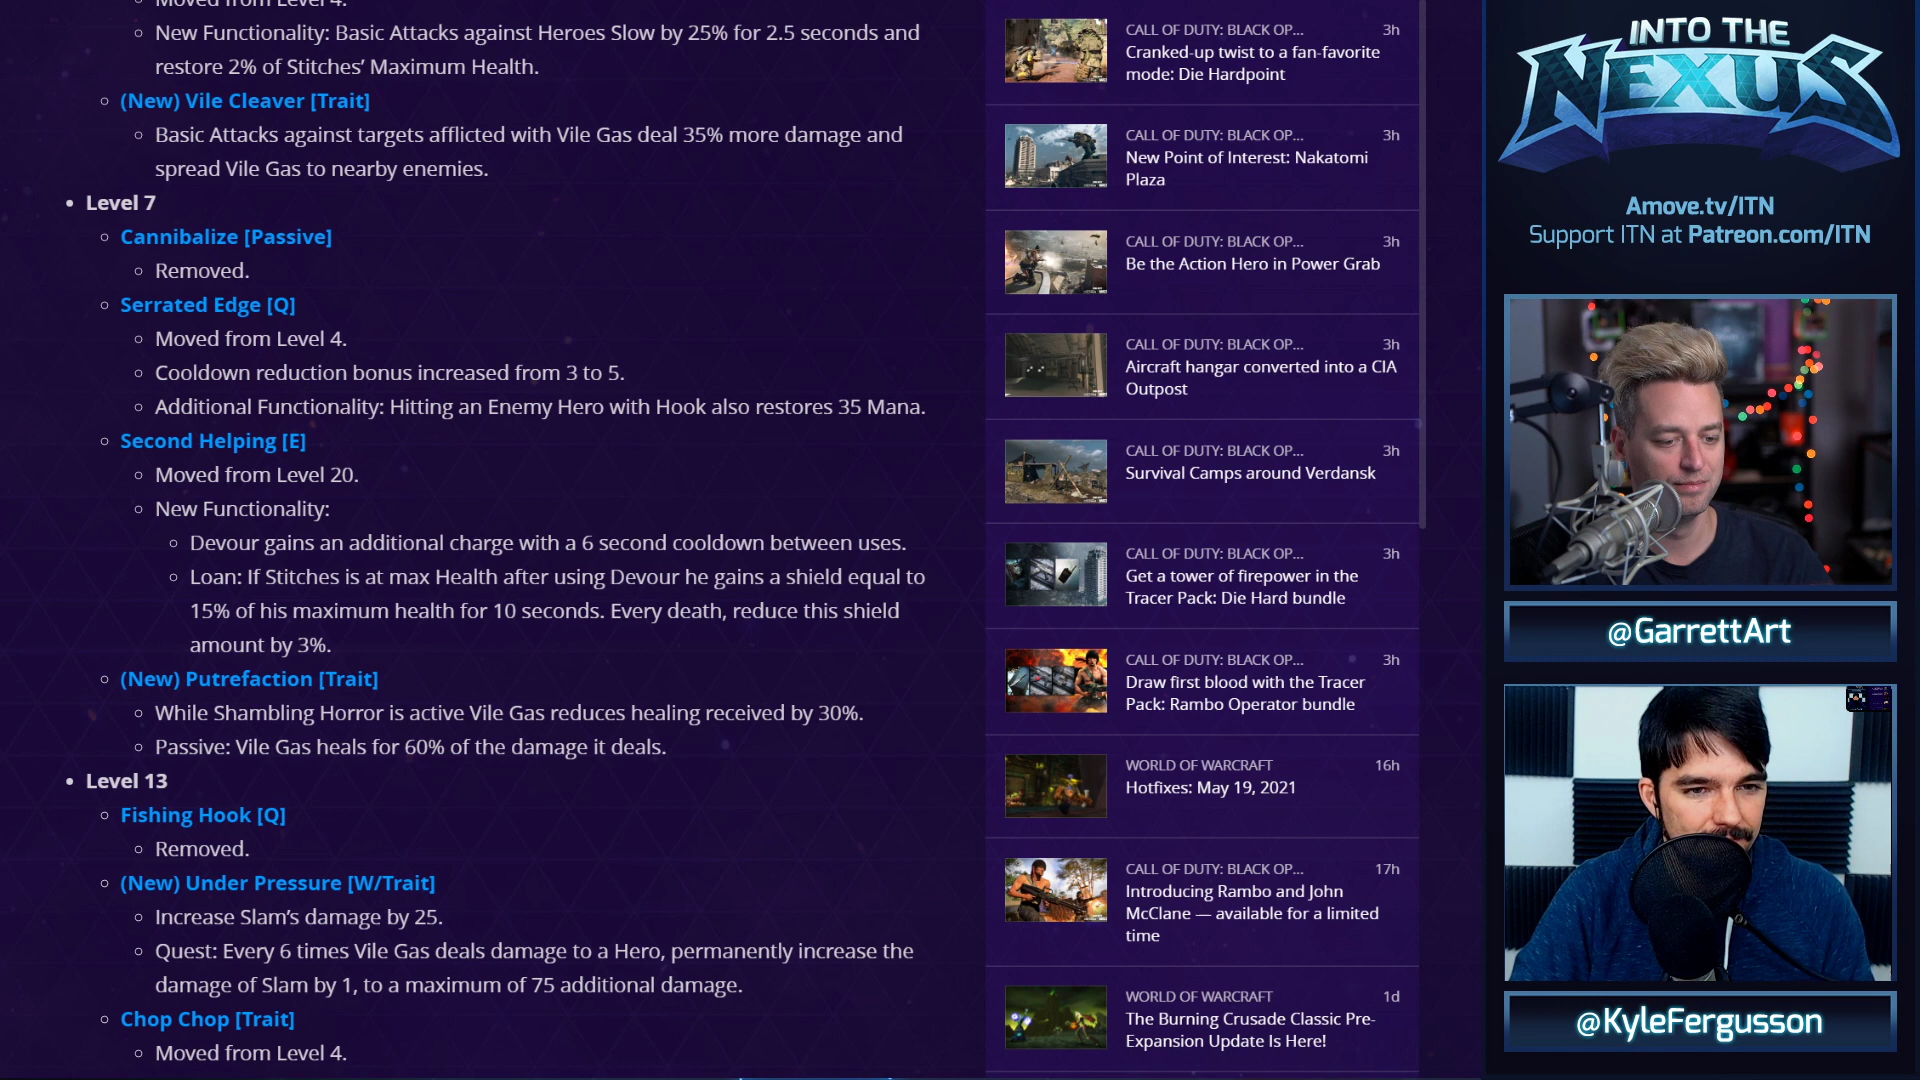 Moved from Level 4.
New Functionality: Basic Attacks against Heroes Slow by 25% for 2.5 seconds and
restore 2% of Stitches’ Maximum Health.
(New) Vile Cleaver [Trait]
Basic Attacks against targets afflicted with Vile Gas deal 35% more damage and
spread Vile Gas to nearby enemies.
Level 7
Cannibalize [Passive]
Removed.
Serrated Edge [Q]
Moved from Level 4.
Cooldown reduction bonus increased from 3 to 5.
Additional Functionality: Hitting an Enemy Hero with Hook also restores 35 Mana.
Second Helping [E]
Moved from Level 20.
New Functionality:
Devour gains an additional charge with a 6 second cooldown between uses.
Loan: If Stitches is at max Health after using Devour he gains a shield equal to
15% of his maximum health for 10 seconds. Every death, reduce this shield
amount by 3%.
(New) Putrefaction [Trait]
While Shambling Horror is active Vile Gas reduces healing received by 30%.
Passive: Vile Gas heals for 60% of the damage it deals.
Level 13
Fishing Hook [Q]
Removed.
(New) Under Pressure [W/Trait]
Increase Slam’s damage by 25.
Quest: Every 6 times Vile Gas deals damage to a Hero, permanently increase the
damage of Slam by 1, to a maximum of 75 additional damage.
Chop Chop [Trait]
Moved from Level 4.
CALL OF DUTY: BLACK OP... 3h
Cranked-up twist to a fan-favorite
mode: Die Hardpoint
CALL OF DUTY: BLACK OP... 3h
New Point of Interest: Nakatomi
Plaza
CALL OF DUTY: BLACK OP... 3h
Be the Action Hero in Power Grab
CALL OF DUTY: BLACK OP... 3h
Aircraft hangar converted into a CIA
Outpost
CALL OF DUTY: BLACK OP... 3h
Survival Camps around Verdansk
CALL OF DUTY: BLACK OP... 3h
Get a tower of firepower in the
Tracer Pack: Die Hard bundle
CALL OF DUTY: BLACK OP... 3h
Draw first blood with the Tracer
Pack: Rambo Operator bundle
WORLD OF WARCRAFT 16h
Hotfixes: May 19, 2021
CALL OF DUTY: BLACK OP... 17h
Introducing Rambo and John
McClane — available for a limited
time
WORLD OF WARCRAFT 1d
The Burning Crusade Classic Pre-
Expansion Update Is Here!
INTO THE
NEXUS
Amove.tv/ITN
Support ITN at Patreon.com/ITN
@GarrettArt
@KyleFergusson